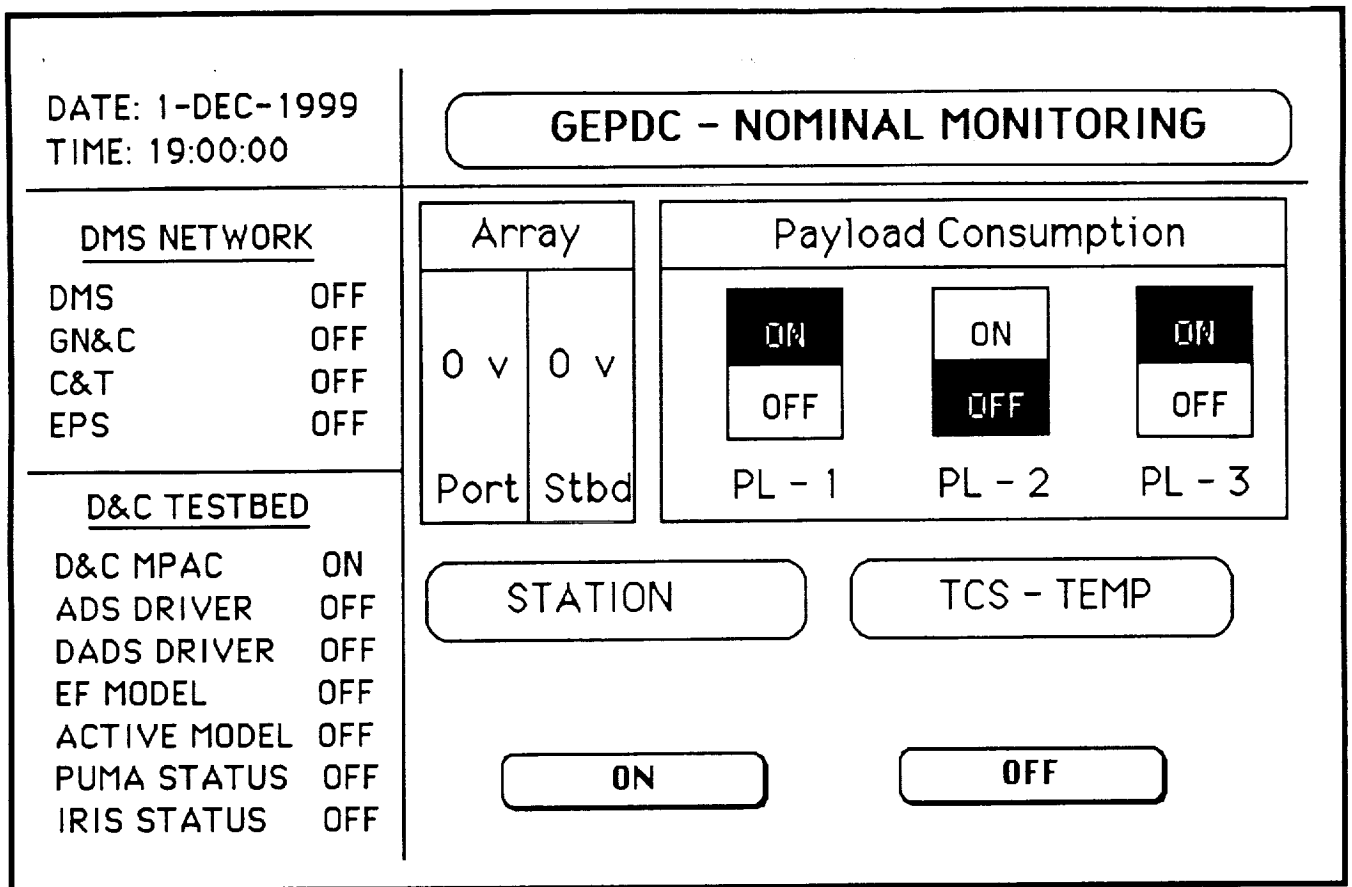 DATE: 1-DEC-1999
TIME: 19:00:00
GEPDC - NOMINAL MONITORING
DMS NETWORK
DMS OFF
GN&C OFF
C&T OFF
EPS OFF
D&C TESTBED
D&C MPAC ON
ADS DRIVER OFF
DADS DRIVER OFF
EF MODEL OFF
ACTIVE MODEL OFF
PUMA STATUS OFF
IRIS STATUS OFF
Array
0 v 0 v
Port Stbd
Payload Consumption
ON ON ON
OFF OFF OFF
PL - 1 PL - 2 PL - 3
STATION TCS - TEMP
ON OFF